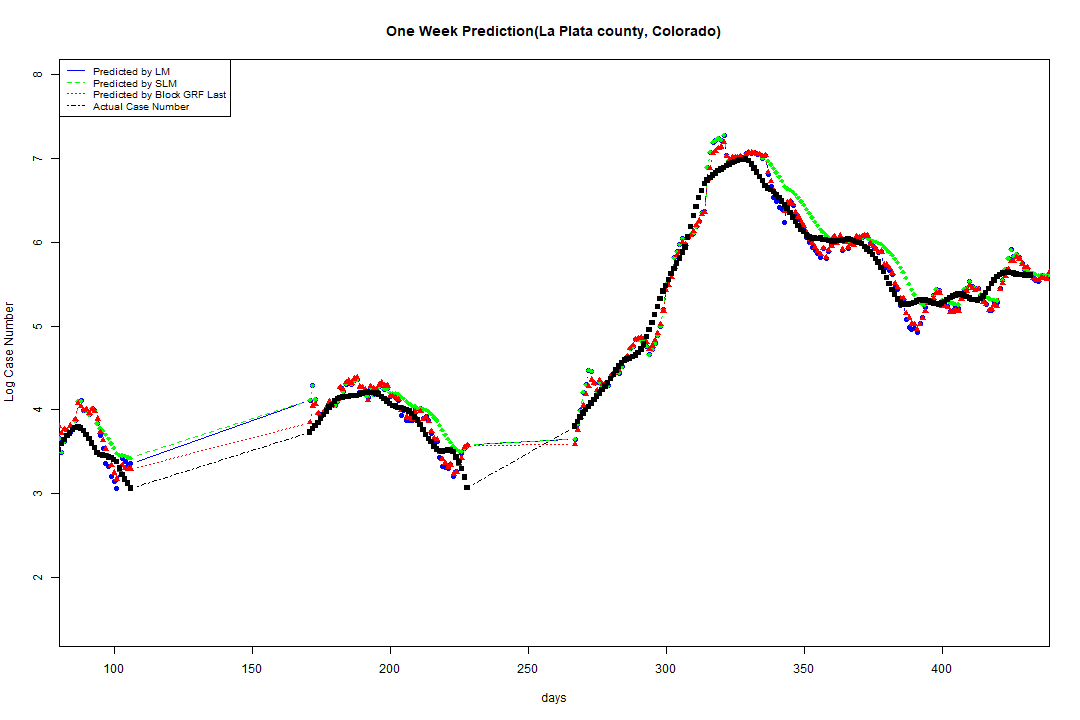 One Week Prediction(La Plata county, Colorado)
Predicted by LM
Predicted by SLM
Predicted by Block GRF Last
Actual Case Number
8
7
6
5
4
3
2
Log Case Number
100 150 200 250 300 350 400
days